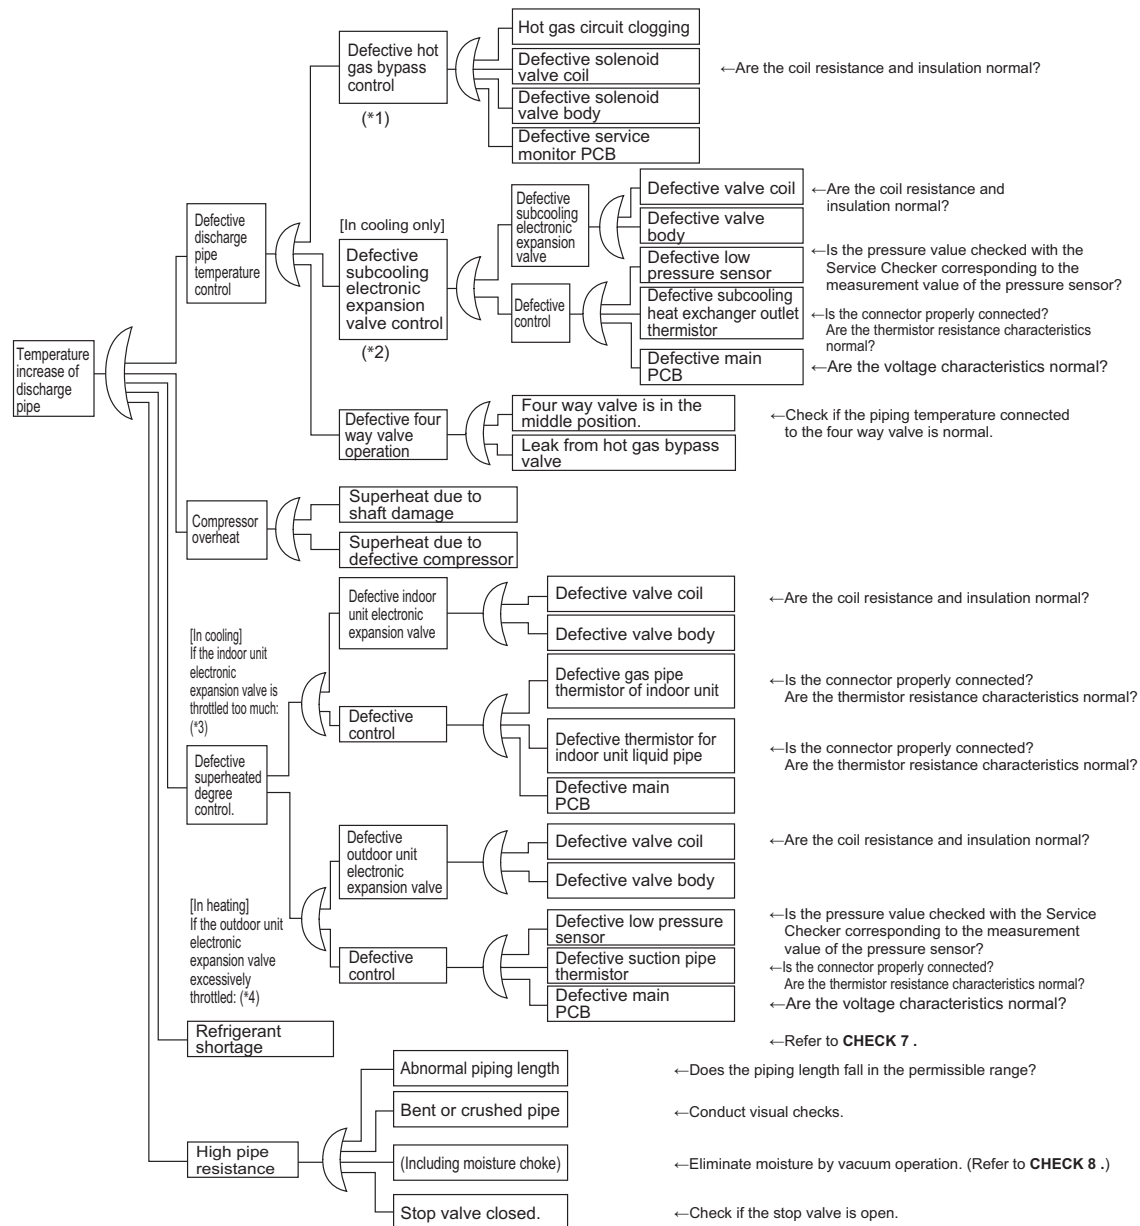 Hot gas circuit clogging
Defective hot
gas bypass
control
(*1)
Defective solenoid
valve coil
←Are the coil resistance and insulation normal?
Defective solenoid
valve body
Defective service
monitor PCB
Defective
discharge
pipe
temperature
control
[In cooling only]
Defective
subcooling
electronic
expansion
valve control
(*2)
Defective
subcooling
electronic
expansion
valve
Defective valve coil
←Are the coil resistance and
insulation normal?
Defective valve
body
Defective
control
Defective low
pressure sensor
←Is the pressure value checked with the
Service Checker corresponding to the
measurement value of the pressure sensor?
Defective subcooling
heat exchanger outlet
thermistor
←Is the connector properly connected?
Are the thermistor resistance characteristics
normal?
Defective main
PCB
←Are the voltage characteristics normal?
Temperature
increase of
discharge
pipe
Defective four
way valve
operation
Four way valve is in the
middle position.
←Check if the piping temperature connected
to the four way valve is normal.
Leak from hot gas bypass
valve
Compressor
overheat
Superheat due to
shaft damage
Superheat due to
defective compressor
[In cooling]
If the indoor unit
electronic
expansion valve is
throttled too much:
(*3)
Defective indoor
unit electronic
expansion valve
Defective valve coil
←Are the coil resistance and insulation normal?
Defective valve body
Defective
control
Defective gas pipe
thermistor of indoor unit
←Is the connector properly connected?
Are the thermistor resistance characteristics normal?
Defective thermistor for
indoor unit liquid pipe
←Is the connector properly connected?
Are the thermistor resistance characteristics normal?
Defective main
PCB
Defective
superheated
degree
control.
Defective
outdoor unit
electronic
expansion valve
Defective valve coil
←Are the coil resistance and insulation normal?
Defective valve body
[In heating]
If the outdoor unit
electronic
expansion valve
excessively
throttled: (*4)
Defective
control
Defective low pressure
sensor
←Is the pressure value checked with the Service
Checker corresponding to the measurement
value of the pressure sensor?
Defective suction pipe
thermistor
←Is the connector properly connected?
Are the thermistor resistance characteristics normal?
Defective main
PCB
←Are the voltage characteristics normal?
Refrigerant
shortage
←Refer to CHECK 7 .
High pipe
resistance
Abnormal piping length
←Does the piping length fall in the permissible range?
Bent or crushed pipe
←Conduct visual checks.
(Including moisture choke)
←Eliminate moisture by vacuum operation. (Refer to CHECK 8 .)
Stop valve closed.
←Check if the stop valve is open.